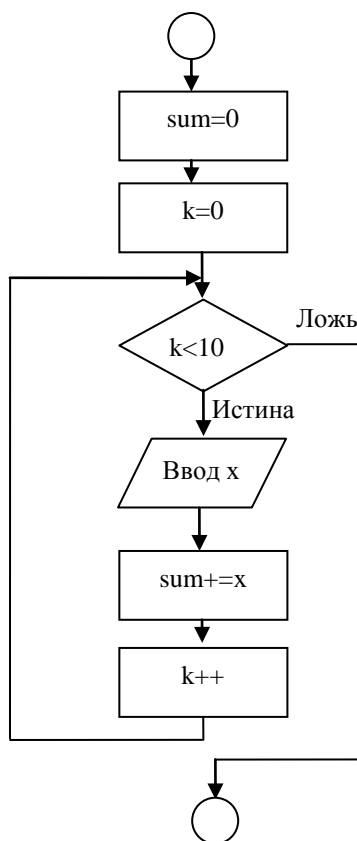 sum=0
k=0
Ложь
k<10
Истина
Ввод x
sum+=x
k++